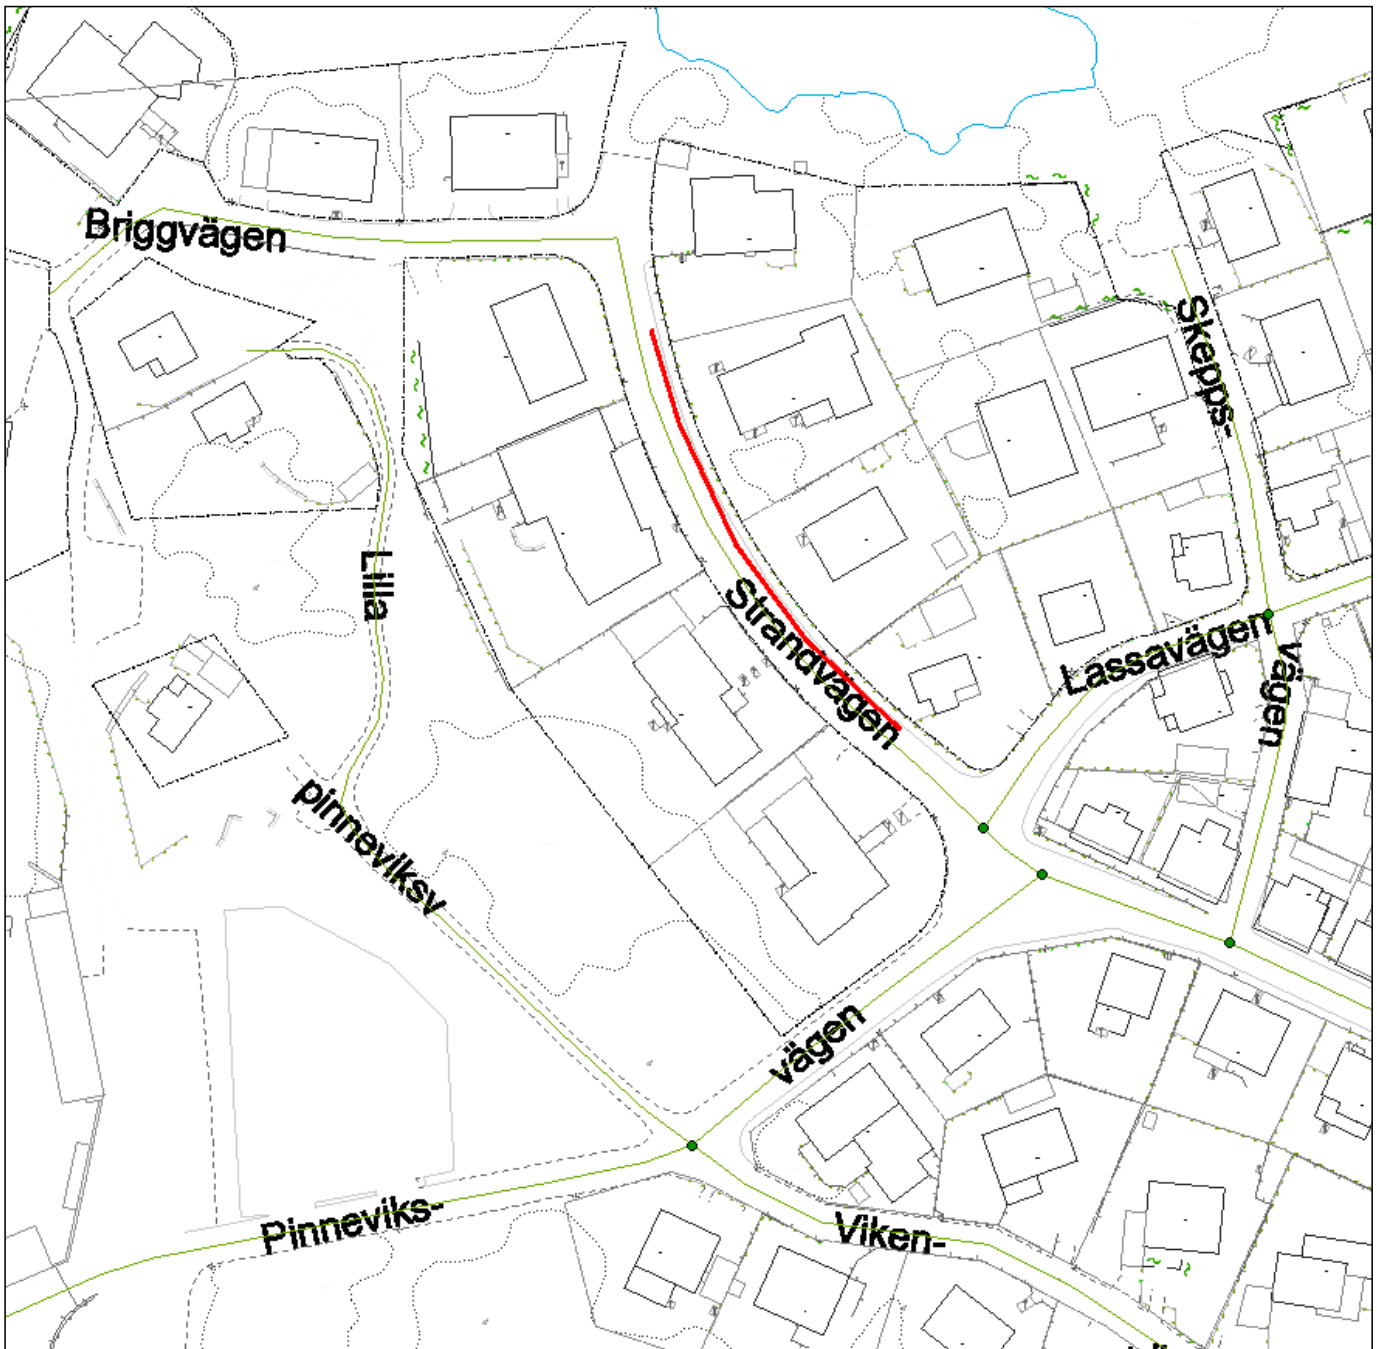 Briggvägen
Skepps-
Lilla
Strandvägen
Lassavägen
vägen
pinneviksv
vägen
Pinneviks-
Viken-